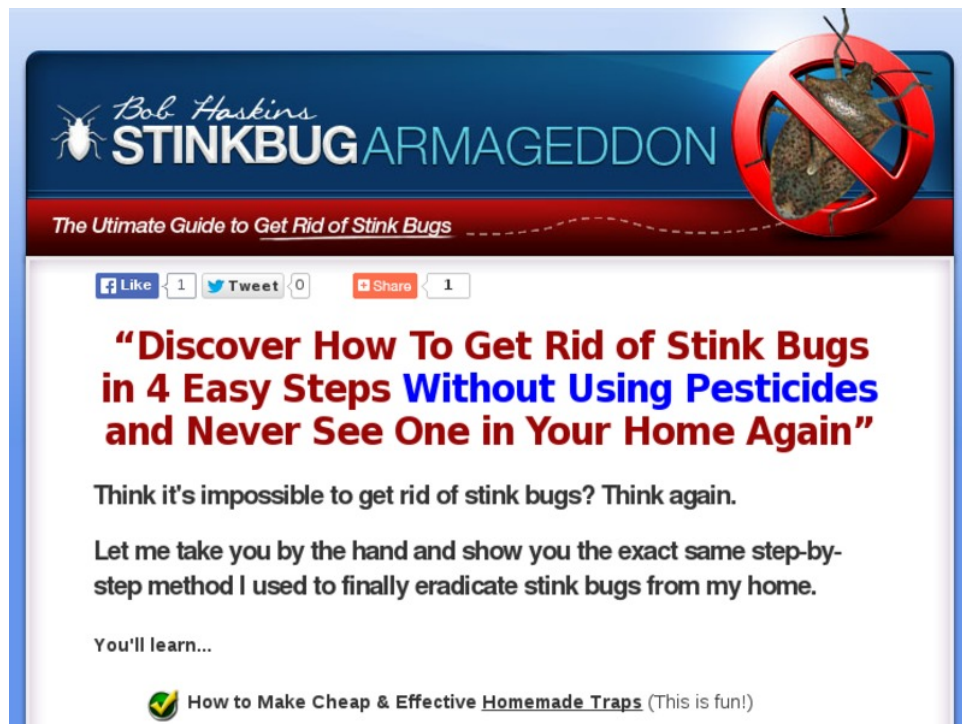 Bob Haskins
STINKBUG ARMAGEDDON
The Utimate Guide to Get Rid of Stink Bugs
Like 1 Tweet 0 Share 1
“Discover How To Get Rid of Stink Bugs
in 4 Easy Steps Without Using Pesticides
and Never See One in Your Home Again”
Think it's impossible to get rid of stink bugs? Think again.
Let me take you by the hand and show you the exact same step-by-
step method I used to finally eradicate stink bugs from my home.
You'll learn...
How to Make Cheap & Effective Homemade Traps (This is fun!)